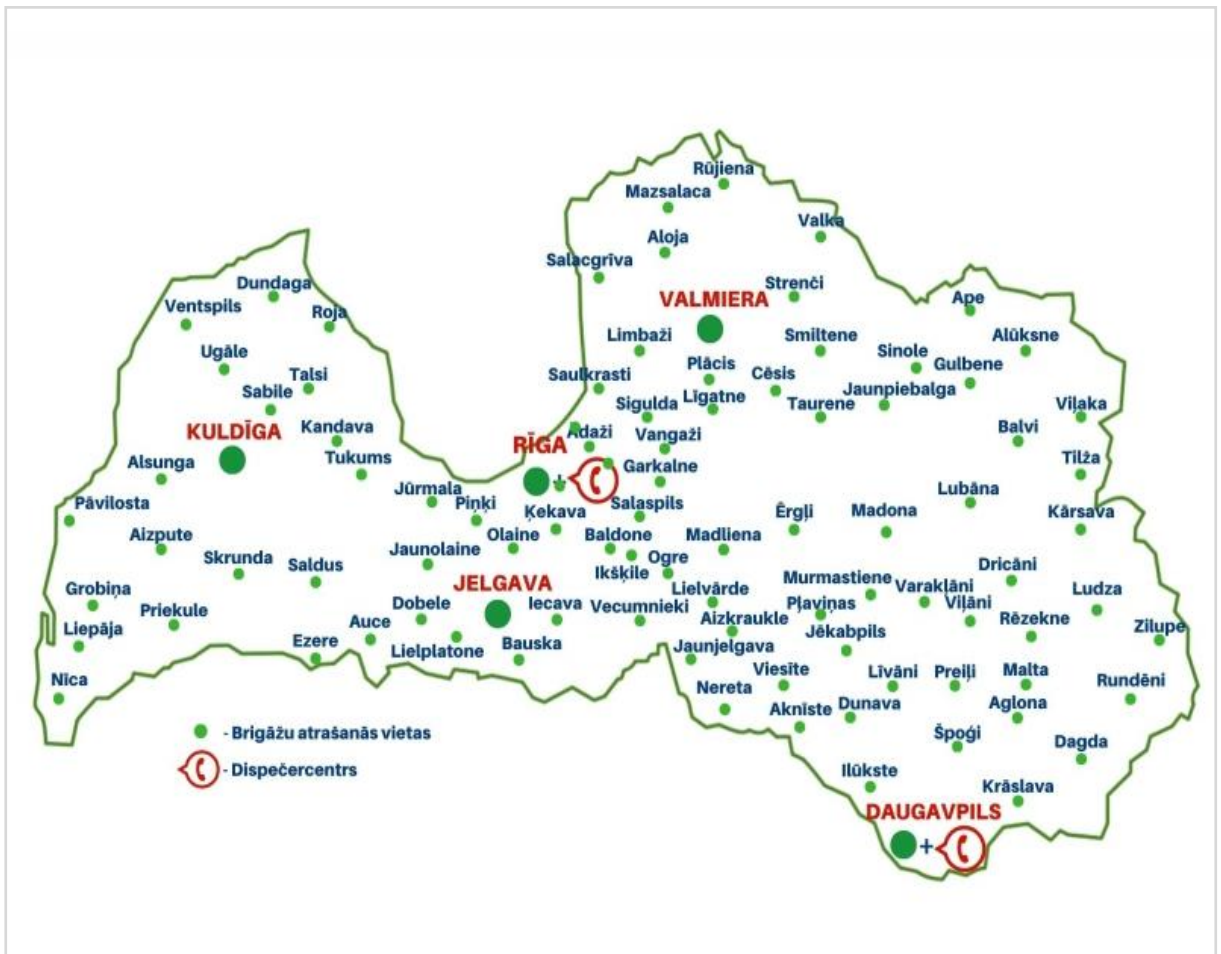 Rūjiena
Mazsalaca
Valka
Aloja
Salacgrīva
Dundaga
Strenči
Ventspils
VALMIERA
Ape
Roja
Limbaži
Smiltene
Alūksne
Ugāle
Sinole
Plācis
Gulbene
Talsi
Saulkrasti
Cēsis
Sabile
Līgatne
Jaunpiebalga
Sigulda
Taurene
Viļaka
KULDĪGA
Kandava
RĪGA
Ādaži
Vangaži
Balvi
Alsunga
Tukums
Garkalne
Tilža
+
Jūrmala
Lubāna
Pāvilosta
Piņķi
Salaspils
Ķekava
Ērgļi
Madona
Kārsava
Aizpute
Olaine
Baldone
Madliena
Jaunolaine
Skrunda
Saldus
Ogre
Ikšķile
Dricāni
JELGAVA
Murmastiene
Grobiņa
Lielvārde
Varakļāni
Ludza
Priekule
Dobele
Iecava
Vecumnieki
Pļaviņas
Viļāni
Liepāja
Auce
Aizkraukle
Rēzekne
Zilupe
Jēkabpils
Ezere
Lielplatone
Bauska
Jaunjelgava
Nīca
Viesīte
Līvāni
Preiļi
Malta
Rundēni
Nereta
Aknīste
Dunava
Aglona
- Brigāžu atrašanās vietas
Špoģi
Dagda
- Dispečercentrs
Ilūkste
Krāslava
DAUGAVPILS
+